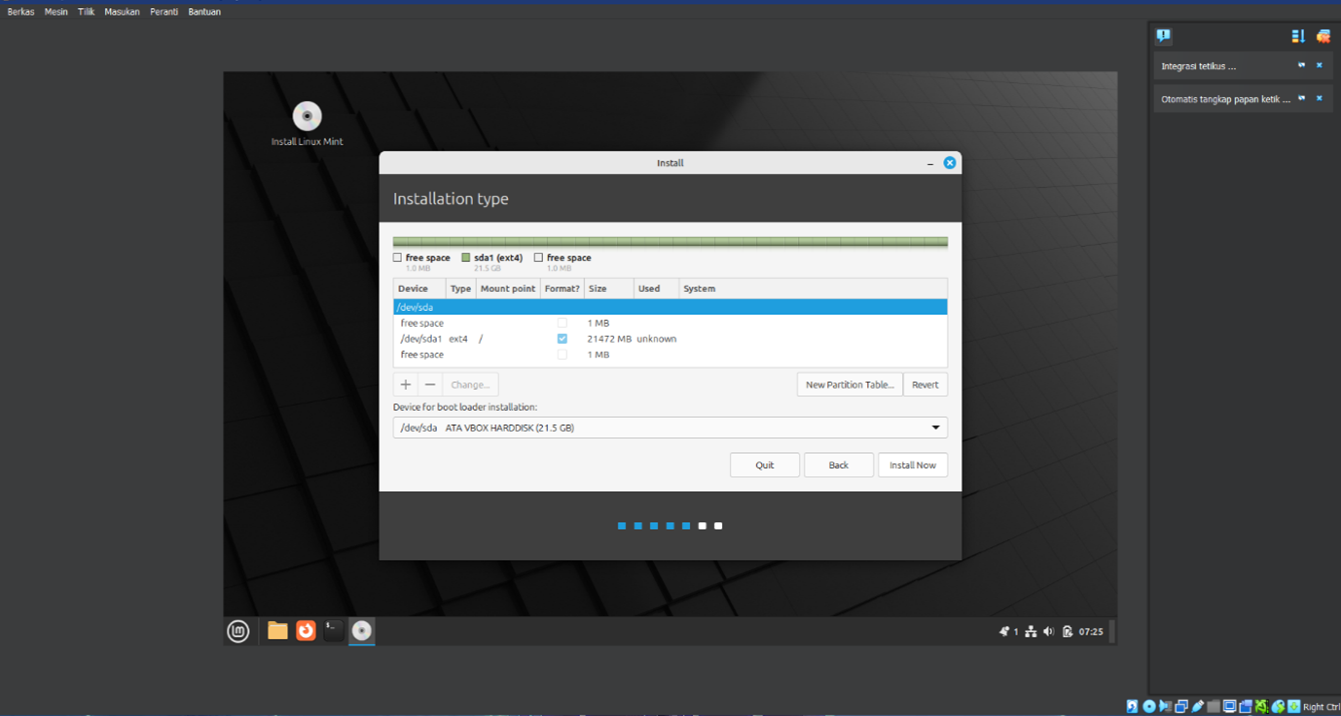 Berkas Mesin Tilik Masukan Peranti Bantuan
Integrasi tetikus ...
Otomatis tangkap papan ketik ...
Install Linux Mint
Install
Installation type
free space sda1 (ext4) free space
1.0 MB 21.5 GB 1.0 MB
Device Type Mount point Format? Size Used System
/dev/sda
free space 1 MB
/dev/sda1 ext4 / 21472 MB unknown
free space 1 MB
+ − Change... New Partition Table... Revert
Device for boot loader installation:
/dev/sda ATA VBOX HARDDISK (21.5 GB)
Quit Back Install Now
1 07:25
Right Ctrl